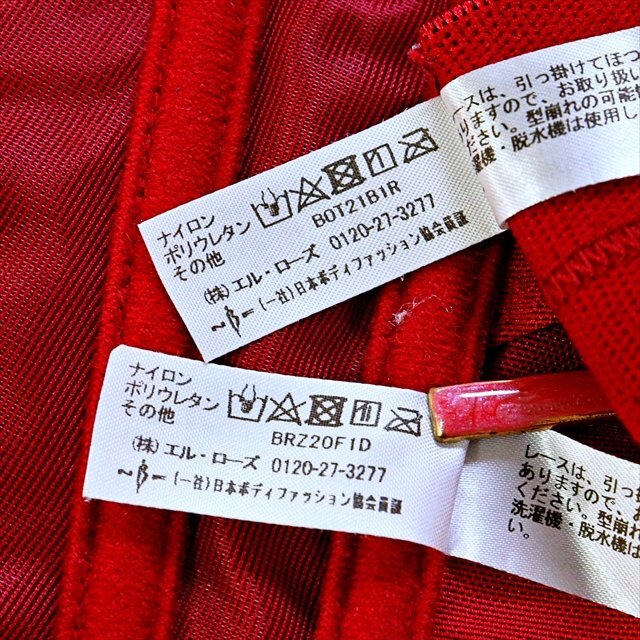 ナイロン
ポリウレタン
その他
BOT21B1R
(株)エル・ローズ 0120-27-3277
(一社)日本ボディファッション協会員議
ースは、引っ掛けてほつ
ますので、お取り扱い
ださい。型崩れの可能
濯機・脱水機は使用し
ナイロン
ポリウレタン
その他
BRZ20F1D
(株)エル・ローズ 0120-27-3277
(一社)日本ボディファッション協会員議
レースは、引っ
ありますので、お
ください。型崩れ
洗濯機・脱水機は
い。